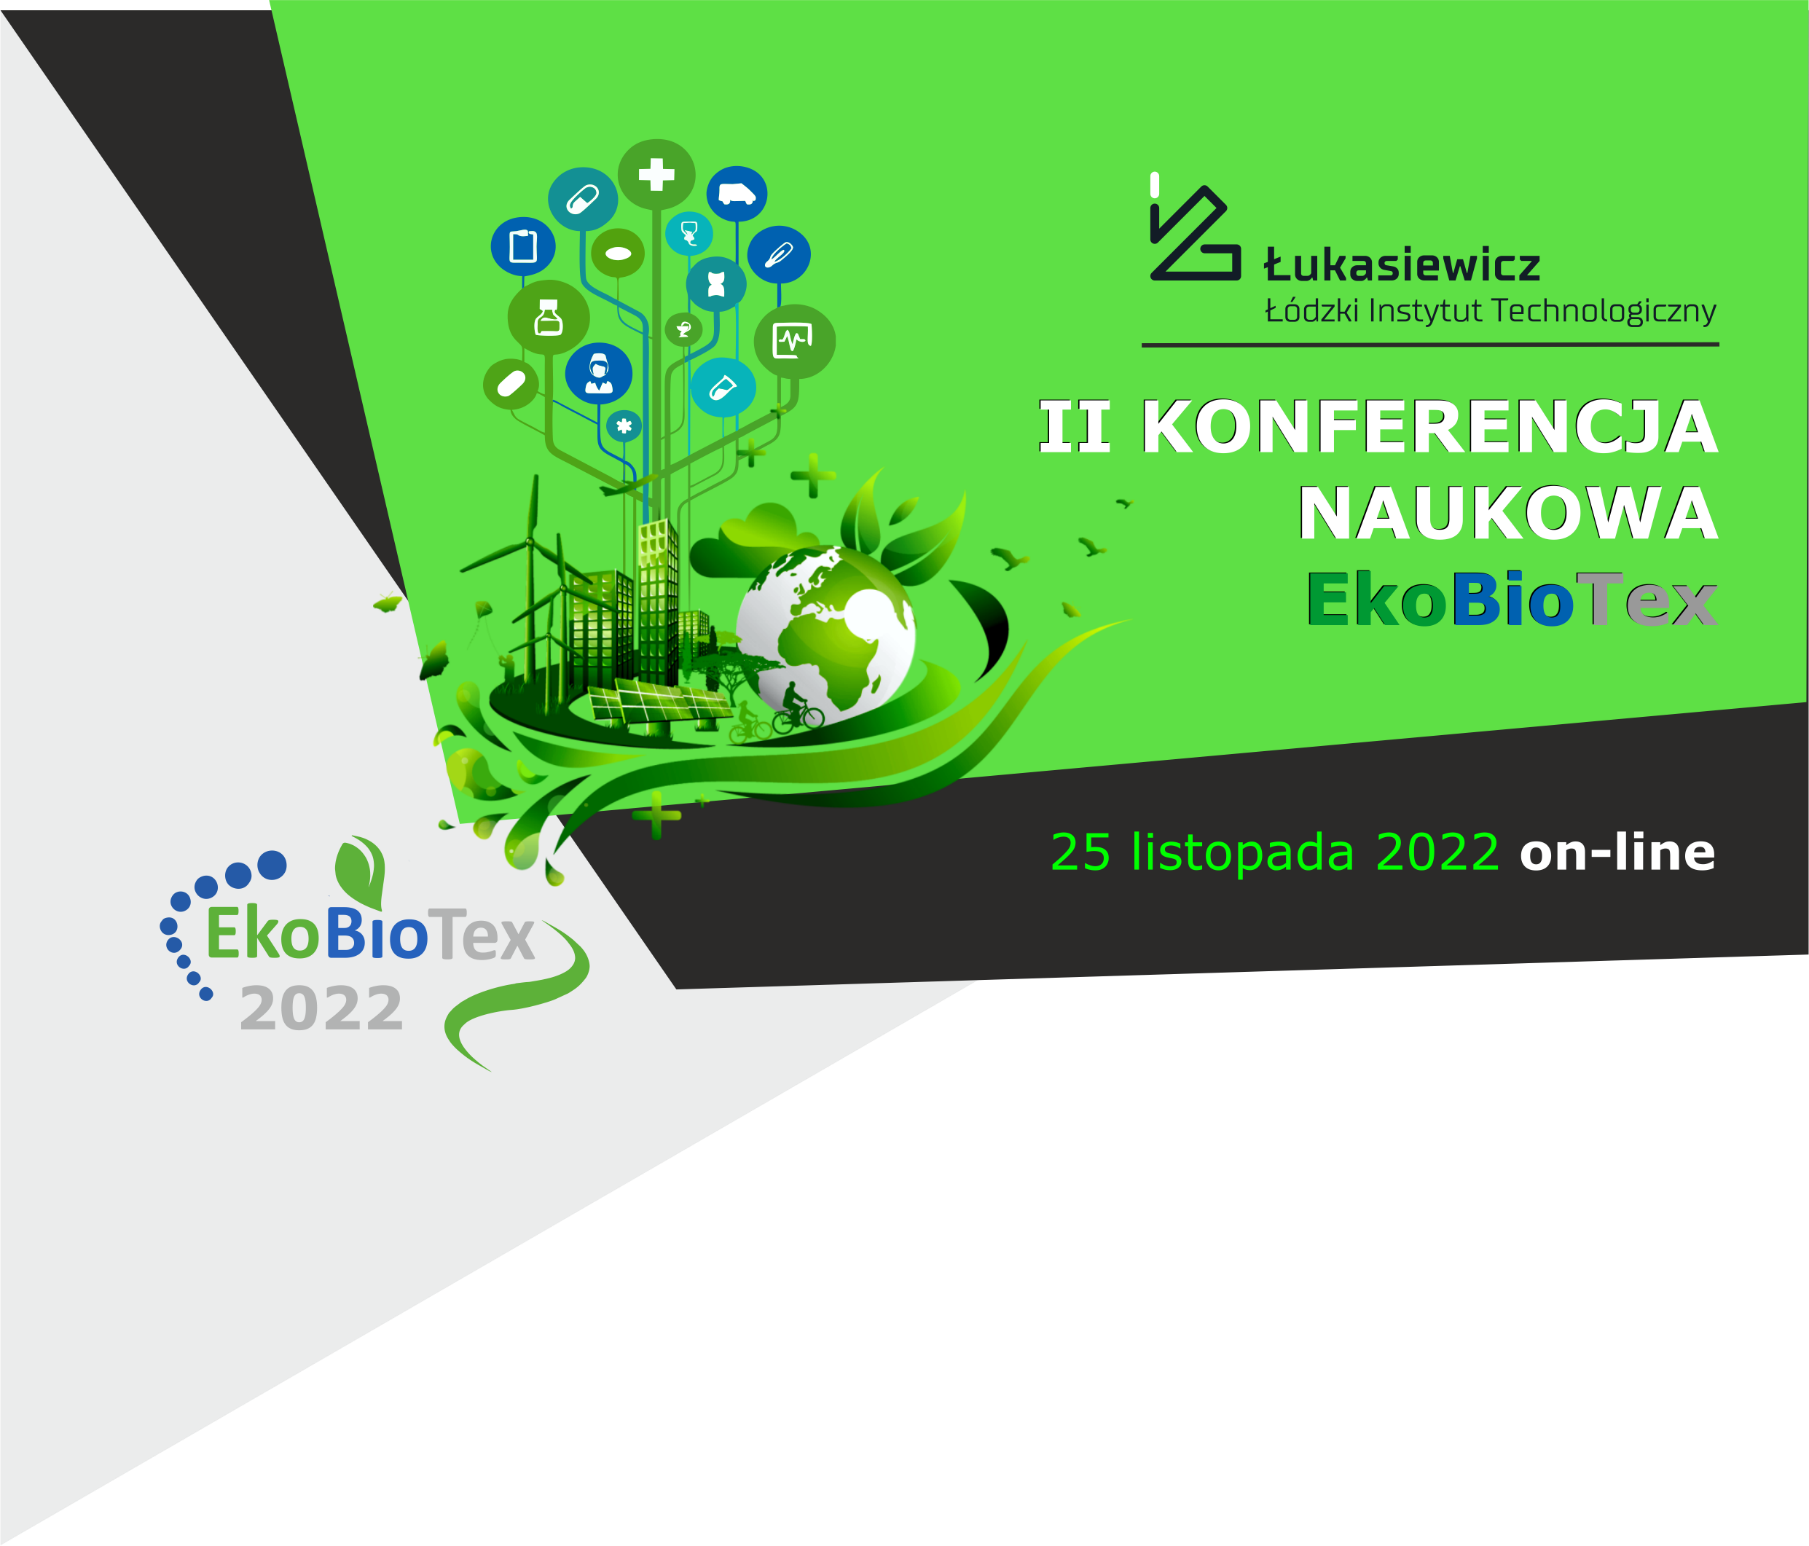 Łukasiewicz
Łódzki Instytut Technologiczny
II KONFERENCJA
NAUKOWA
EkoBioTex
25 listopada 2022 on-line
EkoBioTex
2022